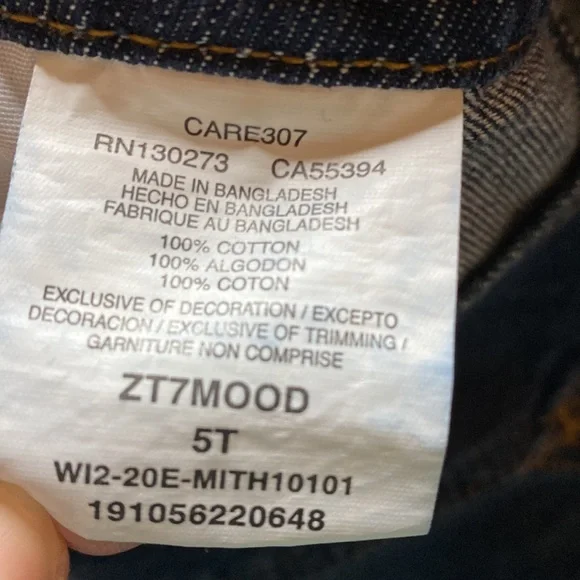 CARE307
RN130273 CA55394
MADE IN BANGLADESH
HECHO EN BANGLADESH
FABRIQUE AU BANGLADESH
100% COTTON
100% ALGODON
100% COTON
EXCLUSIVE OF DECORATION / EXCEPTO
DECORACION / EXCLUSIVE OF TRIMMING /
GARNITURE NON COMPRISE
ZT7MOOD
5T
WI2-20E-MITH10101
191056220648